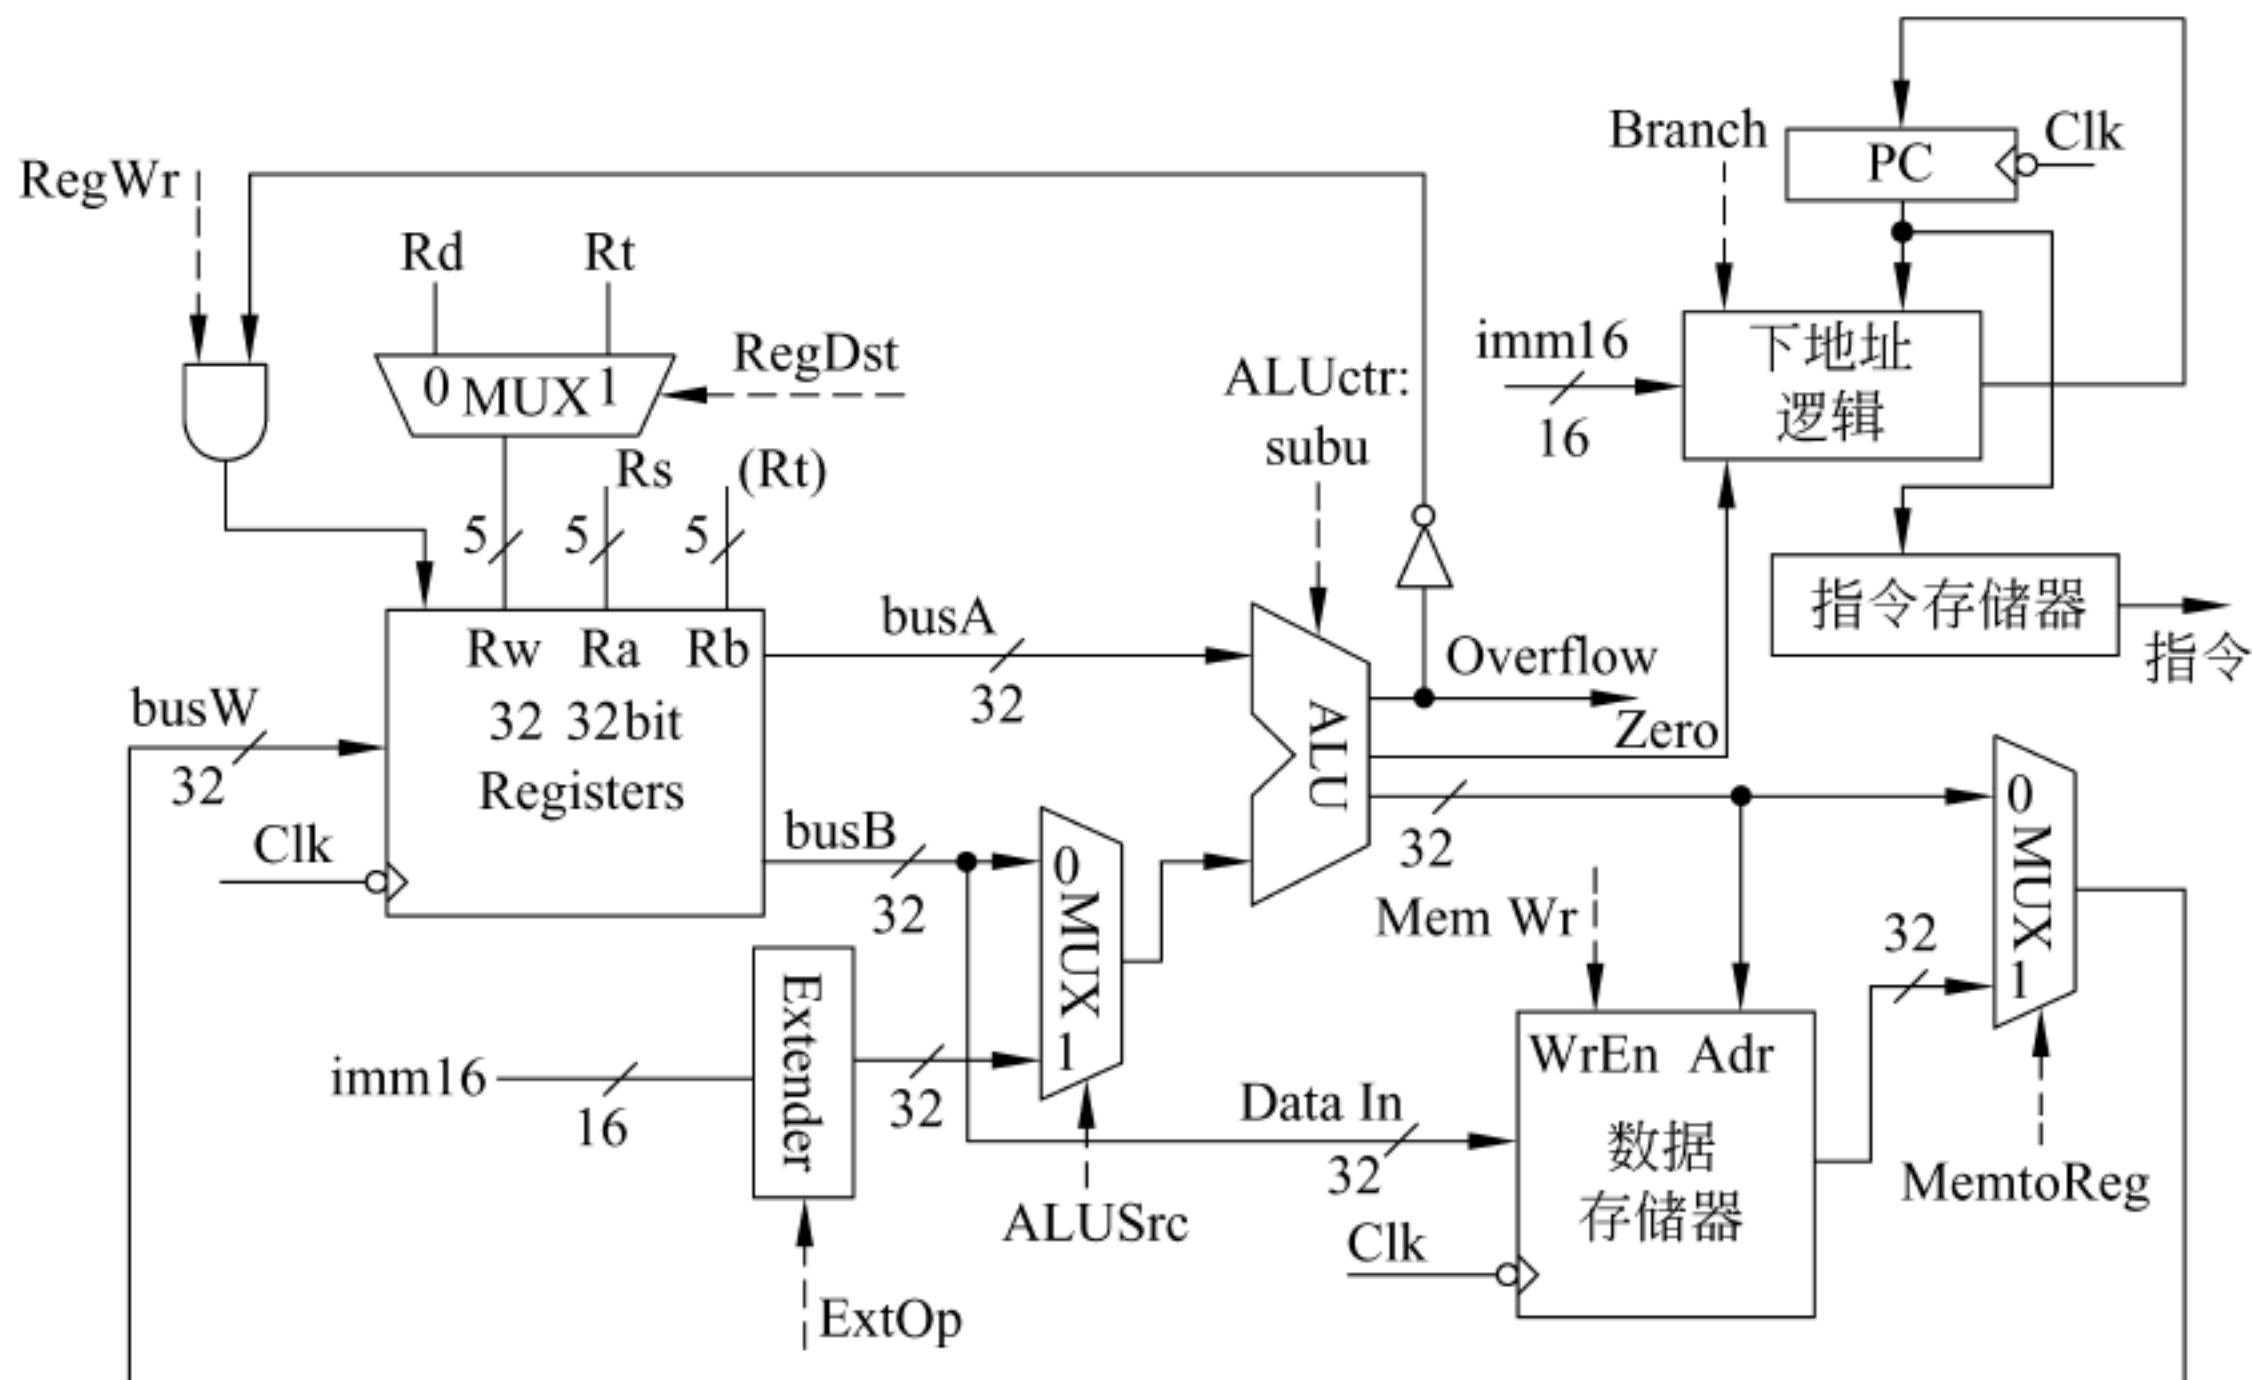 Branch
Clk
PC
RegWr
Rd
Rt
RegDst
0 MUX 1
imm16
16
下地址
逻辑
ALUctr:
subu
Rs
(Rt)
5
5
5
指令存储器
指令
Rw Ra Rb
32 32bit
Registers
busA
32
Overflow
Zero
ALU
busW
32
Clk
busB
32
0
MUX
1
32
Mem Wr
0
MUX
1
32
Extender
imm16
16
32
WrEn Adr
数据
存储器
Data In
32
Clk
MemtoReg
ALUSrc
ExtOp